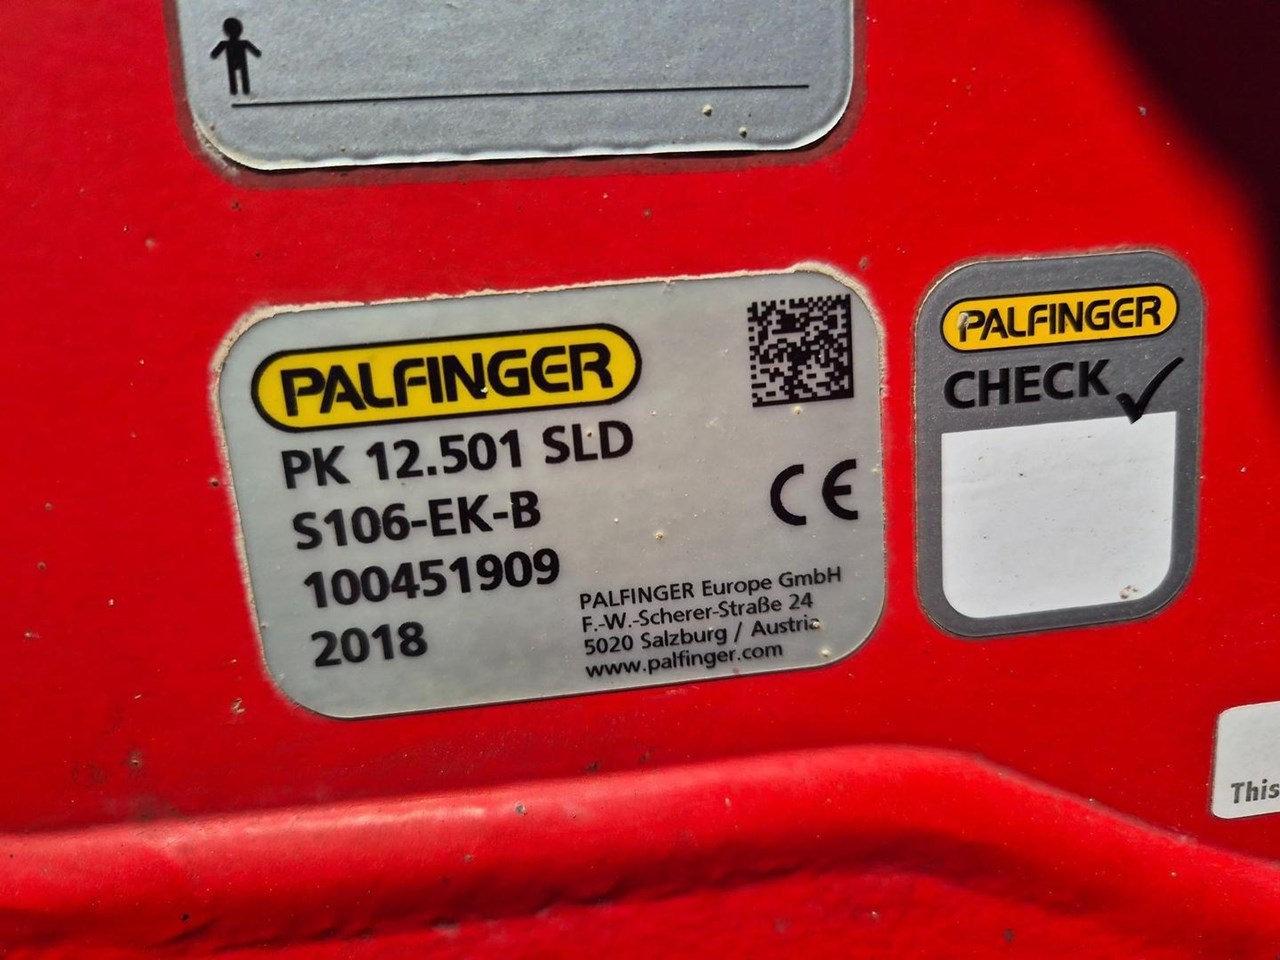 PALFINGER
PK 12.501 SLD
S106-EK-B
100451909
2018
CE
PALFINGER Europe GmbH
F.-W.-Scherer-Straße 24
5020 Salzburg / Austria
www.palfinger.com
PALFINGER
CHECK
This